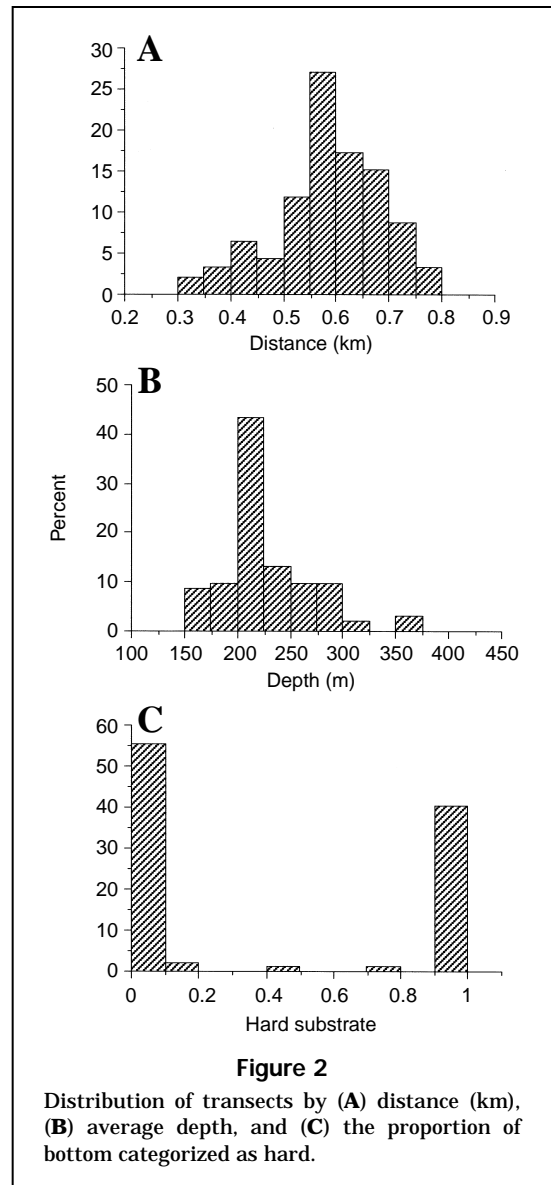 A
30
25
20
15
10
5
0
0.2 0.3 0.4 0.5 0.6 0.7 0.8 0.9
Distance (km)
B
50
40
30
20
10
0
100 150 200 250 300 350 400 450
Depth (m)
Percent
C
60
50
40
30
20
10
0
0 0.2 0.4 0.6 0.8 1
Hard substrate
Figure 2
Distribution of transects by (A) distance (km),
(B) average depth, and (C) the proportion of
bottom categorized as hard.